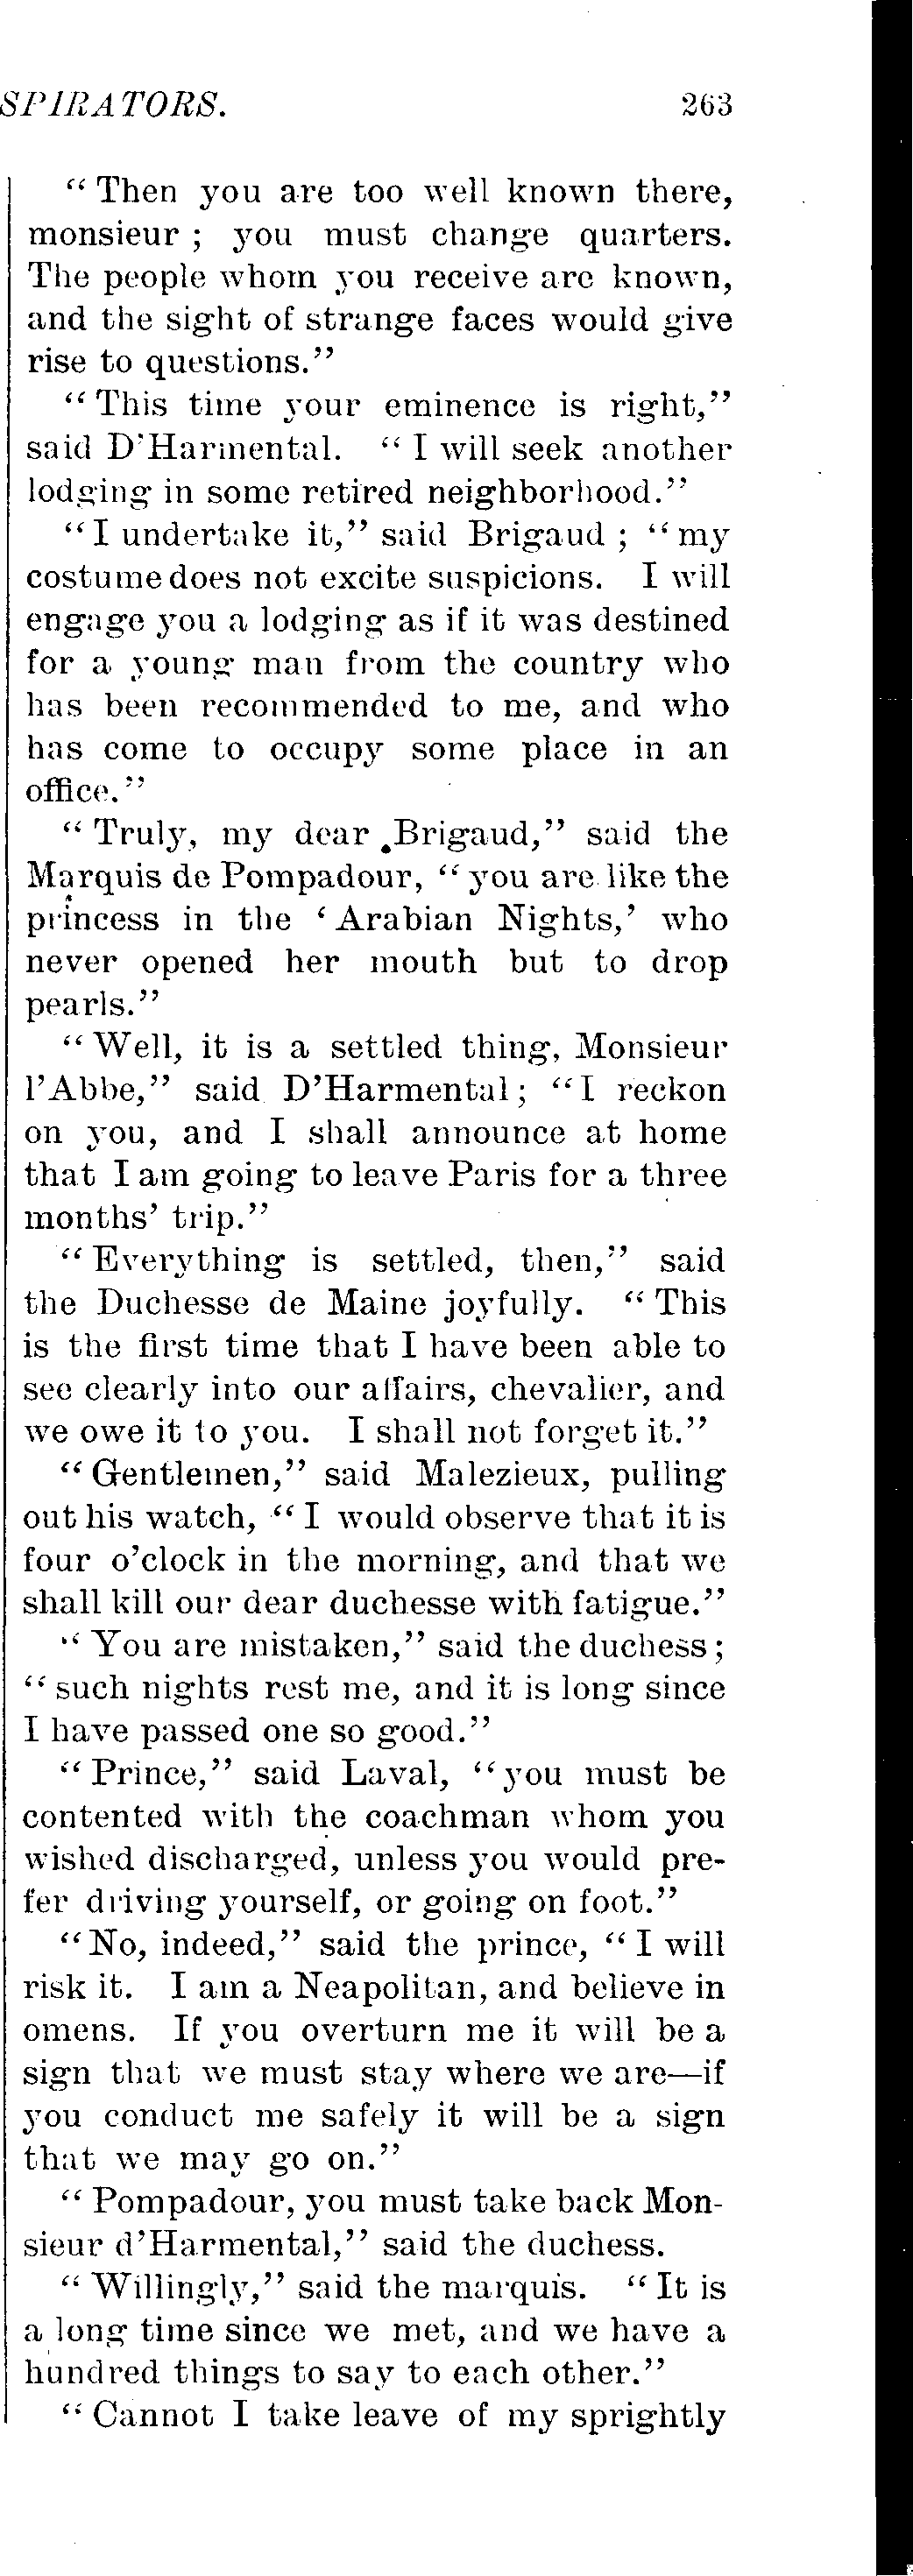 SPIRATORS. 263
“Then you are too well known there,
monsieur ; you must change quarters.
The people whom you receive are known,
and the sight of strange faces would give
rise to questions.”
“This time your eminence is right,”
said D'Harmental. “I will seek another
lodging in some retired neighborhood.”
“I undertake it,” said Brigaud ; “my
costume does not excite suspicions. I will
engage you a lodging as if it was destined
for a young man from the country who
has been recommended to me, and who
has come to occupy some place in an
office.”
“Truly, my dear Brigaud,” said the
Marquis de Pompadour, “you are like the
princess in the ‘Arabian Nights,’ who
never opened her mouth but to drop
pearls.”
“Well, it is a settled thing, Monsieur
l'Abbe,” said D'Harmental; “I reckon
on you, and I shall announce at home
that I am going to leave Paris for a three
months' trip.”
“Everything is settled, then,” said
the Duchesse de Maine joyfully. “This
is the first time that I have been able to
see clearly into our affairs, chevalier, and
we owe it to you. I shall not forget it.”
“Gentlemen,” said Malezieux, pulling
out his watch, “I would observe that it is
four o'clock in the morning, and that we
shall kill our dear duchesse with fatigue.”
“You are mistaken,” said the duchess;
“such nights rest me, and it is long since
I have passed one so good.”
“Prince,” said Laval, “you must be
contented with the coachman whom you
wished discharged, unless you would pre-
fer driving yourself, or going on foot.”
“No, indeed,” said the prince, “I will
risk it. I am a Neapolitan, and believe in
omens. If you overturn me it will be a
sign that we must stay where we are—if
you conduct me safely it will be a sign
that we may go on.”
“Pompadour, you must take back Mon-
sieur d'Harmental,” said the duchess.
“Willingly,” said the marquis. “It is
a long time since we met, and we have a
hundred things to say to each other.”
“Cannot I take leave of my sprightly